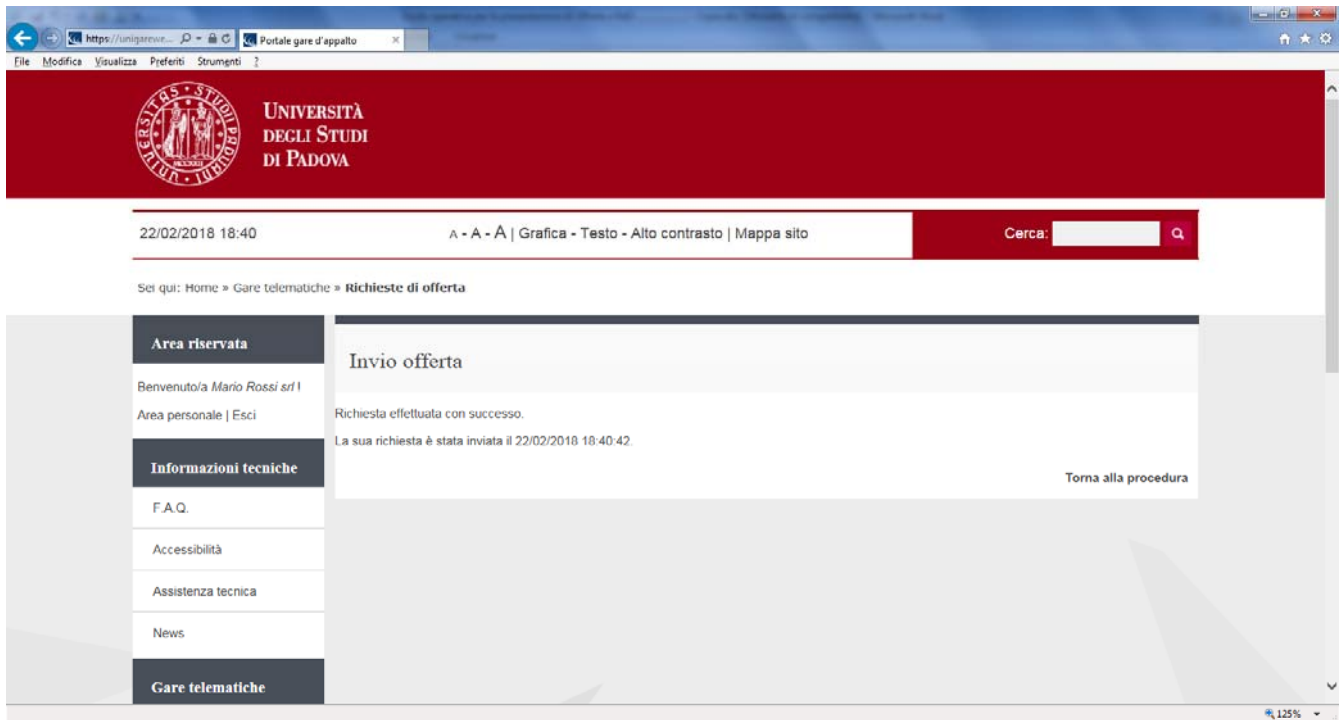 https://unigarewe...
Portale gare d'appalto
File Modifica Visualizza Preferiti Strumenti ?
UNIVERSITÀ
DEGLI STUDI
DI PADOVA
22/02/2018 18:40
A - A - A | Grafica - Testo - Alto contrasto | Mappa sito
Cerca:
Sei qui: Home » Gare telematiche » Richieste di offerta
Area riservata
Benvenuto/a Mario Rossi srl !
Area personale | Esci
Informazioni tecniche
F.A.Q.
Accessibilità
Assistenza tecnica
News
Gare telematiche
Invio offerta
Richiesta effettuata con successo.
La sua richiesta è stata inviata il 22/02/2018 18:40:42.
Torna alla procedura
125%